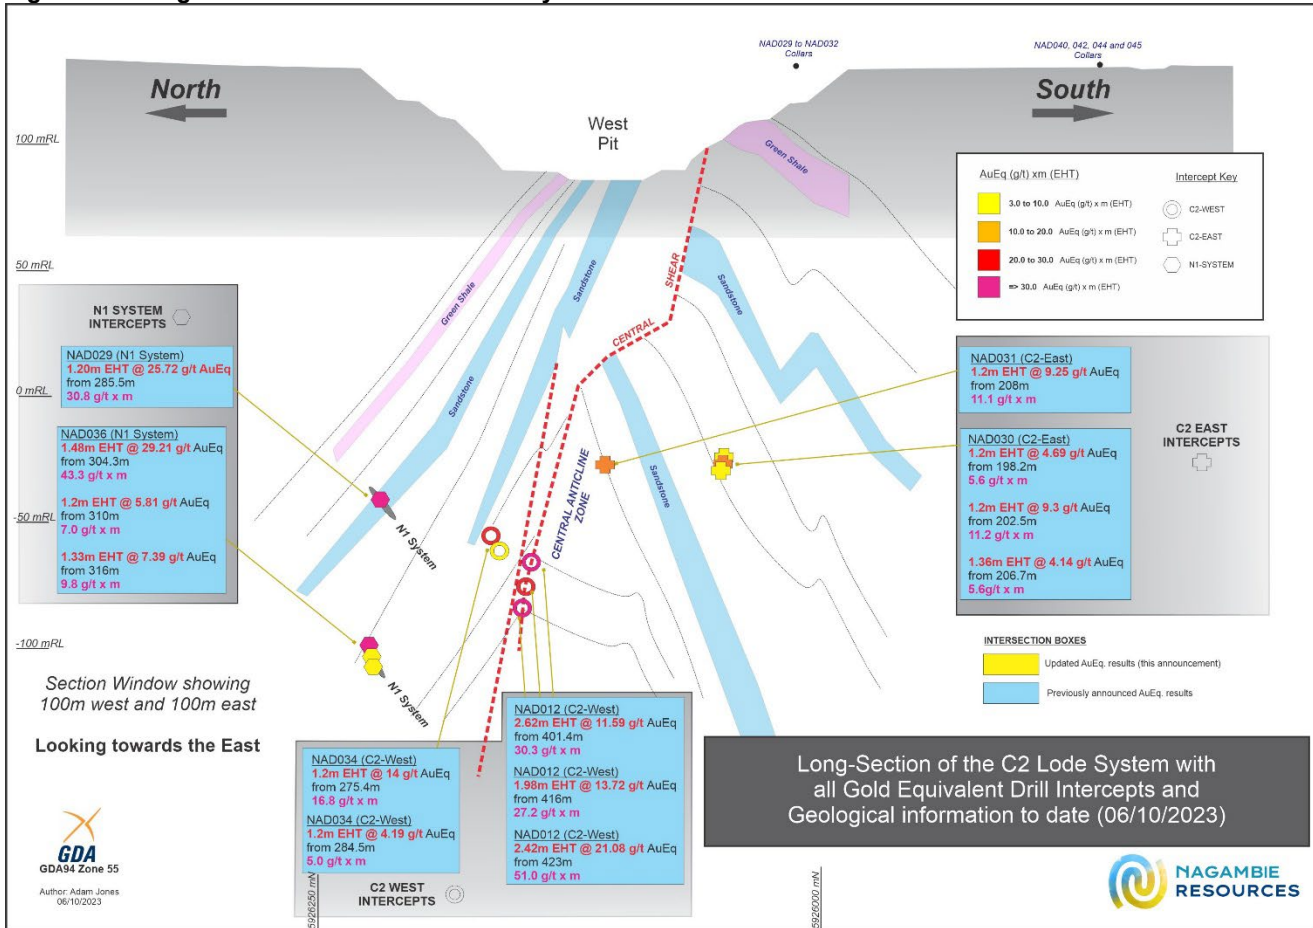 NAD029 to NAD032
Collars
NAD040, 042, 044 and 045
Collars
North
South
West
Pit
100 mRL
50 mRL
0 mRL
-50 mRL
-100 mRL
Green Shale
Green Shale
Sandstone
Sandstone
Sandstone
Sandstone
CENTRAL
SHEAR
CENTRAL ANTICLINE
ZONE
N1 System
N1 System
AuEq (g/t) xm (EHT)
Intercept Key
3.0 to 10.0 AuEq (g/t) x m (EHT)
10.0 to 20.0 AuEq (g/t) x m (EHT)
20.0 to 30.0 AuEq (g/t) x m (EHT)
=> 30.0 AuEq (g/t) x m (EHT)
C2-WEST
C2-EAST
N1-SYSTEM
N1 SYSTEM
INTERCEPTS
NAD029 (N1 System)
1.20m EHT @ 25.72 g/t AuEq
from 285.5m
30.8 g/t x m
NAD036 (N1 System)
1.48m EHT @ 29.21 g/t AuEq
from 304.3m
43.3 g/t x m
1.2m EHT @ 5.81 g/t AuEq
from 310m
7.0 g/t x m
1.33m EHT @ 7.39 g/t AuEq
from 316m
9.8 g/t x m
NAD031 (C2-East)
1.2m EHT @ 9.25 g/t AuEq
from 208m
11.1 g/t x m
NAD030 (C2-East)
1.2m EHT @ 4.69 g/t AuEq
from 198.2m
5.6 g/t x m
1.2m EHT @ 9.3 g/t AuEq
from 202.5m
11.2 g/t x m
1.36m EHT @ 4.14 g/t AuEq
from 206.7m
5.6g/t x m
C2 EAST
INTERCEPTS
INTERSECTION BOXES
Updated AuEq. results (this announcement)
Previously announced AuEq. results
Section Window showing
100m west and 100m east
Looking towards the East
NAD034 (C2-West)
1.2m EHT @ 14 g/t AuEq
from 275.4m
16.8 g/t x m
NAD034 (C2-West)
1.2m EHT @ 4.19 g/t AuEq
from 284.5m
5.0 g/t x m
NAD012 (C2-West)
2.62m EHT @ 11.59 g/t AuEq
from 401.4m
30.3 g/t x m
NAD012 (C2-West)
1.98m EHT @ 13.72 g/t AuEq
from 416m
27.2 g/t x m
NAD012 (C2-West)
2.42m EHT @ 21.08 g/t AuEq
from 423m
51.0 g/t x m
C2 WEST
INTERCEPTS
5926250 mN
5926000 mN
Long-Section of the C2 Lode System with
all Gold Equivalent Drill Intercepts and
Geological information to date (06/10/2023)
GDA
GDA94 Zone 55
Author: Adam Jones
06/10/2023
NAGAMBIE
RESOURCES